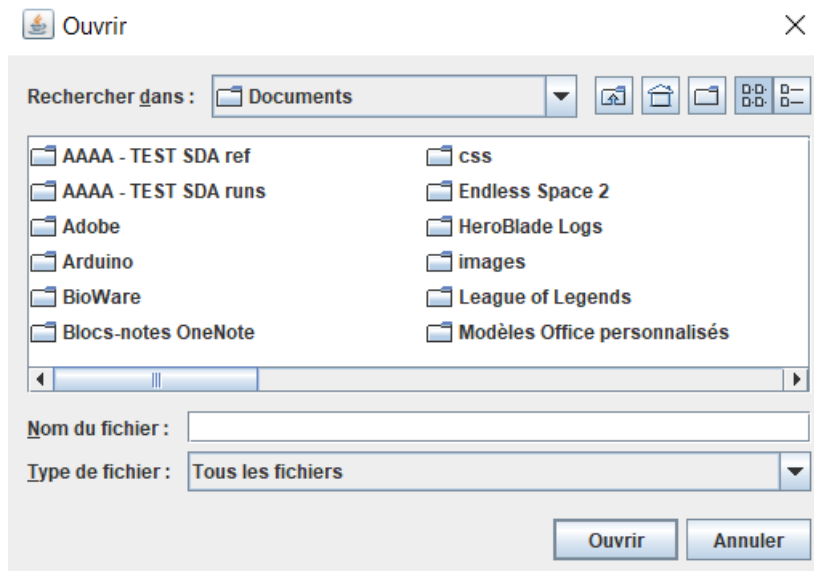 Ouvrir
Rechercher dans : Documents
AAAA - TEST SDA ref
AAAA - TEST SDA runs
Adobe
Arduino
BioWare
Blocs-notes OneNote
css
Endless Space 2
HeroBlade Logs
images
League of Legends
Modèles Office personnalisés
Nom du fichier :
Type de fichier : Tous les fichiers
Ouvrir Annuler